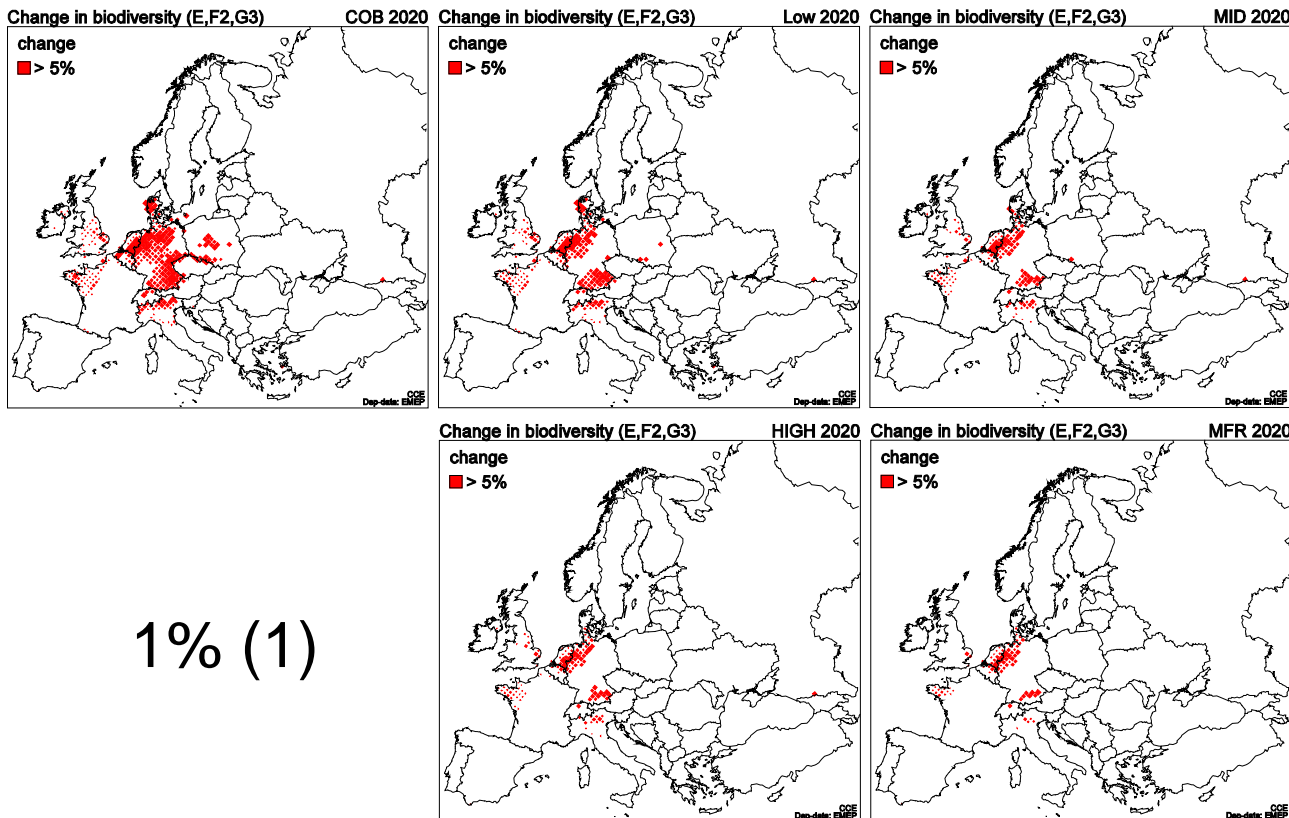 Change in biodiversity (E,F2,G3) COB 2020
change
> 5%
CCE
Dep-data: EMEP
Change in biodiversity (E,F2,G3) Low 2020
change
> 5%
CCE
Dep-data: EMEP
Change in biodiversity (E,F2,G3) MID 2020
change
> 5%
CCE
Dep-data: EMEP
1% (1)
Change in biodiversity (E,F2,G3) HIGH 2020
change
> 5%
CCE
Dep-data: EMEP
Change in biodiversity (E,F2,G3) MFR 2020
change
> 5%
CCE
Dep-data: EMEP